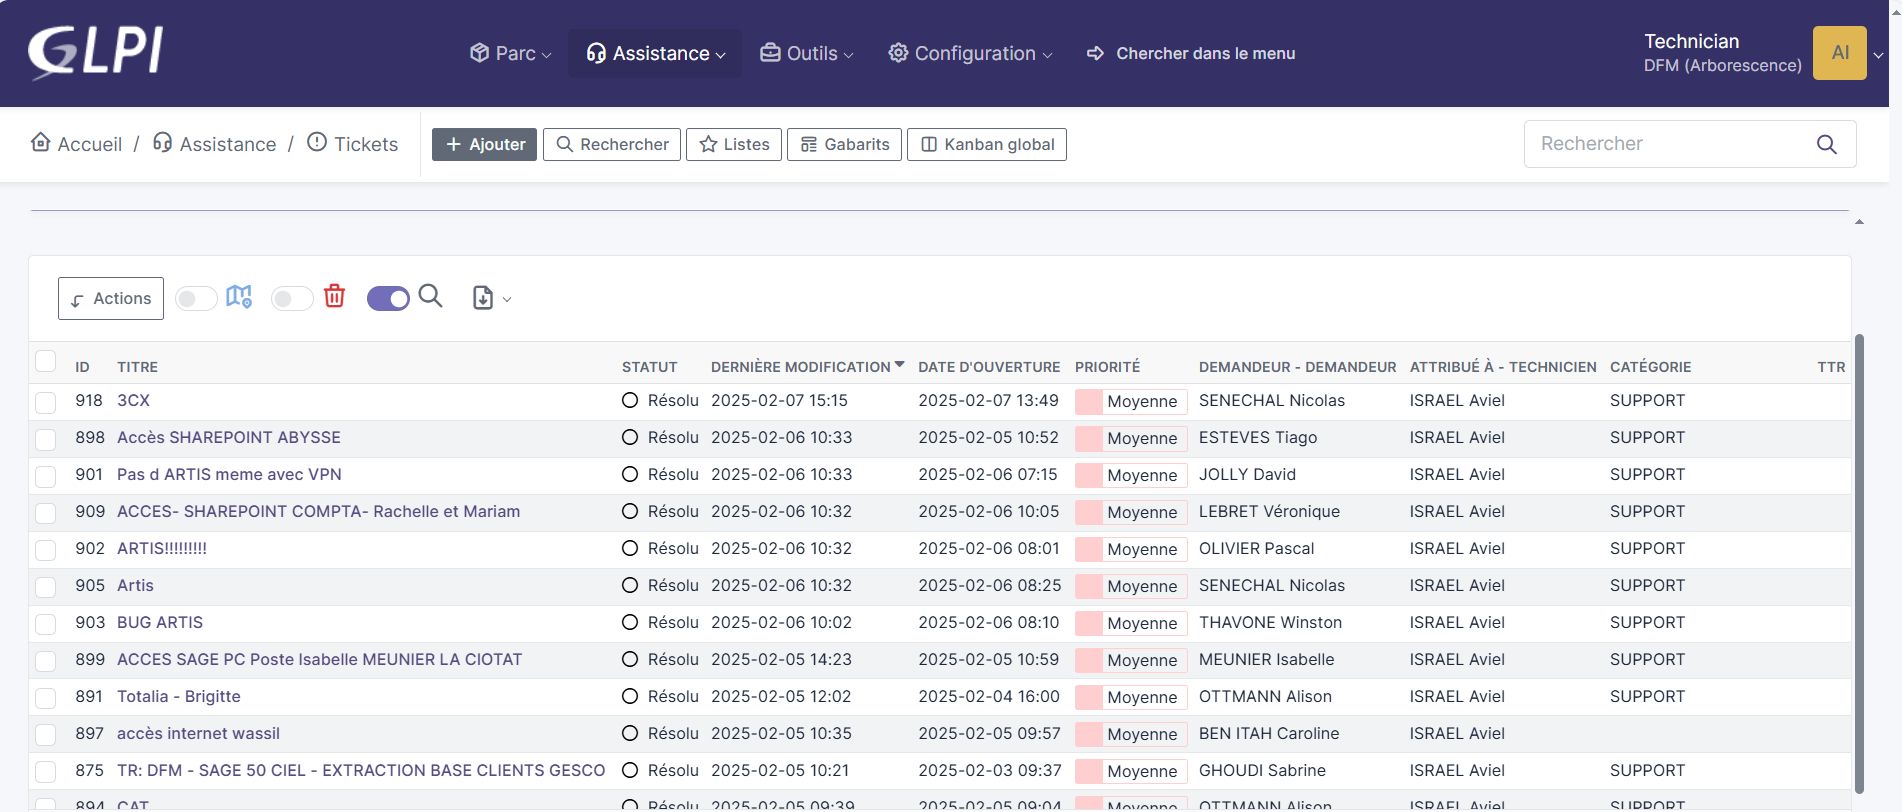 GLPI
Parc
Assistance
Outils
Configuration
Chercher dans le menu
Technician
DFM (Arborescence)
AI
Accueil / Assistance / Tickets
Ajouter
Rechercher
Listes
Gabarits
Kanban global
Rechercher
Actions
ID TITRE STATUT DERNIÈRE MODIFICATION DATE D'OUVERTURE PRIORITÉ DEMANDEUR - DEMANDEUR ATTRIBUÉ À - TECHNICIEN CATÉGORIE TTR
918 3CX Résolu 2025-02-07 15:15 2025-02-07 13:49 Moyenne SENECHAL Nicolas ISRAEL Aviel SUPPORT
898 Accès SHAREPOINT ABYSSE Résolu 2025-02-06 10:33 2025-02-05 10:52 Moyenne ESTEVES Tiago ISRAEL Aviel SUPPORT
901 Pas d ARTIS meme avec VPN Résolu 2025-02-06 10:33 2025-02-06 07:15 Moyenne JOLLY David ISRAEL Aviel SUPPORT
909 ACCES- SHAREPOINT COMPTA- Rachelle et Mariam Résolu 2025-02-06 10:32 2025-02-06 10:05 Moyenne LEBRET Véronique ISRAEL Aviel SUPPORT
902 ARTIS!!!!!!!!! Résolu 2025-02-06 10:32 2025-02-06 08:01 Moyenne OLIVIER Pascal ISRAEL Aviel SUPPORT
905 Artis Résolu 2025-02-06 10:32 2025-02-06 08:25 Moyenne SENECHAL Nicolas ISRAEL Aviel SUPPORT
903 BUG ARTIS Résolu 2025-02-06 10:02 2025-02-06 08:10 Moyenne THAVONE Winston ISRAEL Aviel SUPPORT
899 ACCES SAGE PC Poste Isabelle MEUNIER LA CIOTAT Résolu 2025-02-05 14:23 2025-02-05 10:59 Moyenne MEUNIER Isabelle ISRAEL Aviel SUPPORT
891 Totalia - Brigitte Résolu 2025-02-05 12:02 2025-02-04 16:00 Moyenne OTTMANN Alison ISRAEL Aviel SUPPORT
897 accès internet wassil Résolu 2025-02-05 10:35 2025-02-05 09:57 Moyenne BEN ITAH Caroline ISRAEL Aviel
875 TR: DFM - SAGE 50 CIEL - EXTRACTION BASE CLIENTS GESCO Résolu 2025-02-05 10:21 2025-02-03 09:37 Moyenne GHOUDI Sabrine ISRAEL Aviel SUPPORT
894 CAT Résolu 2025-02-05 09:39 2025-02-05 09:04 Moyenne OTTMANN Alison ISRAEL Aviel SUPPORT